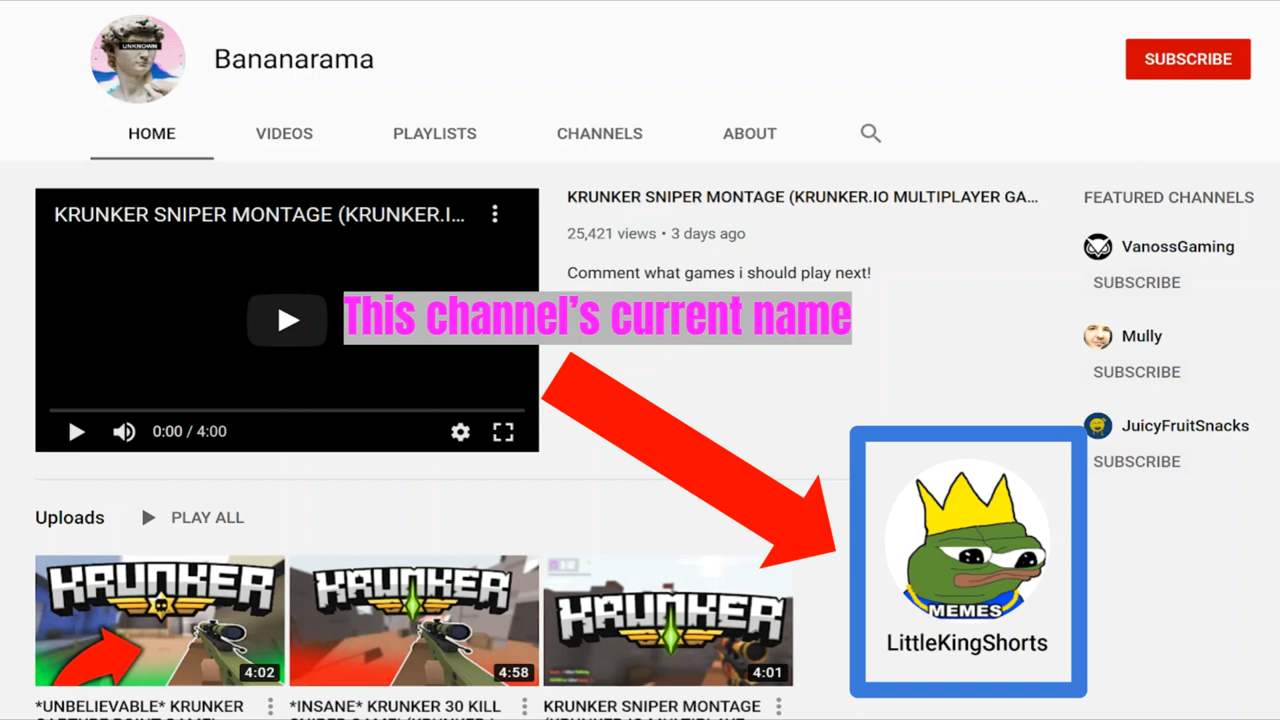 UNKNOWN
Bananarama
SUBSCRIBE
HOME VIDEOS PLAYLISTS CHANNELS ABOUT
KRUNKER SNIPER MONTAGE (KRUNKER.I...
0:00 / 4:00
KRUNKER SNIPER MONTAGE (KRUNKER.IO MULTIPLAYER GA...
25,421 views • 3 days ago
Comment what games i should play next!
This channel's current name
FEATURED CHANNELS
VanossGaming
SUBSCRIBE
Mully
SUBSCRIBE
JuicyFruitSnacks
SUBSCRIBE
MEMES
LittleKingShorts
Uploads PLAY ALL
KRUNKER
4:02
KRUNKER
4:58
KRUNKER
4:01
*UNBELIEVABLE* KRUNKER
*INSANE* KRUNKER 30 KILL
KRUNKER SNIPER MONTAGE